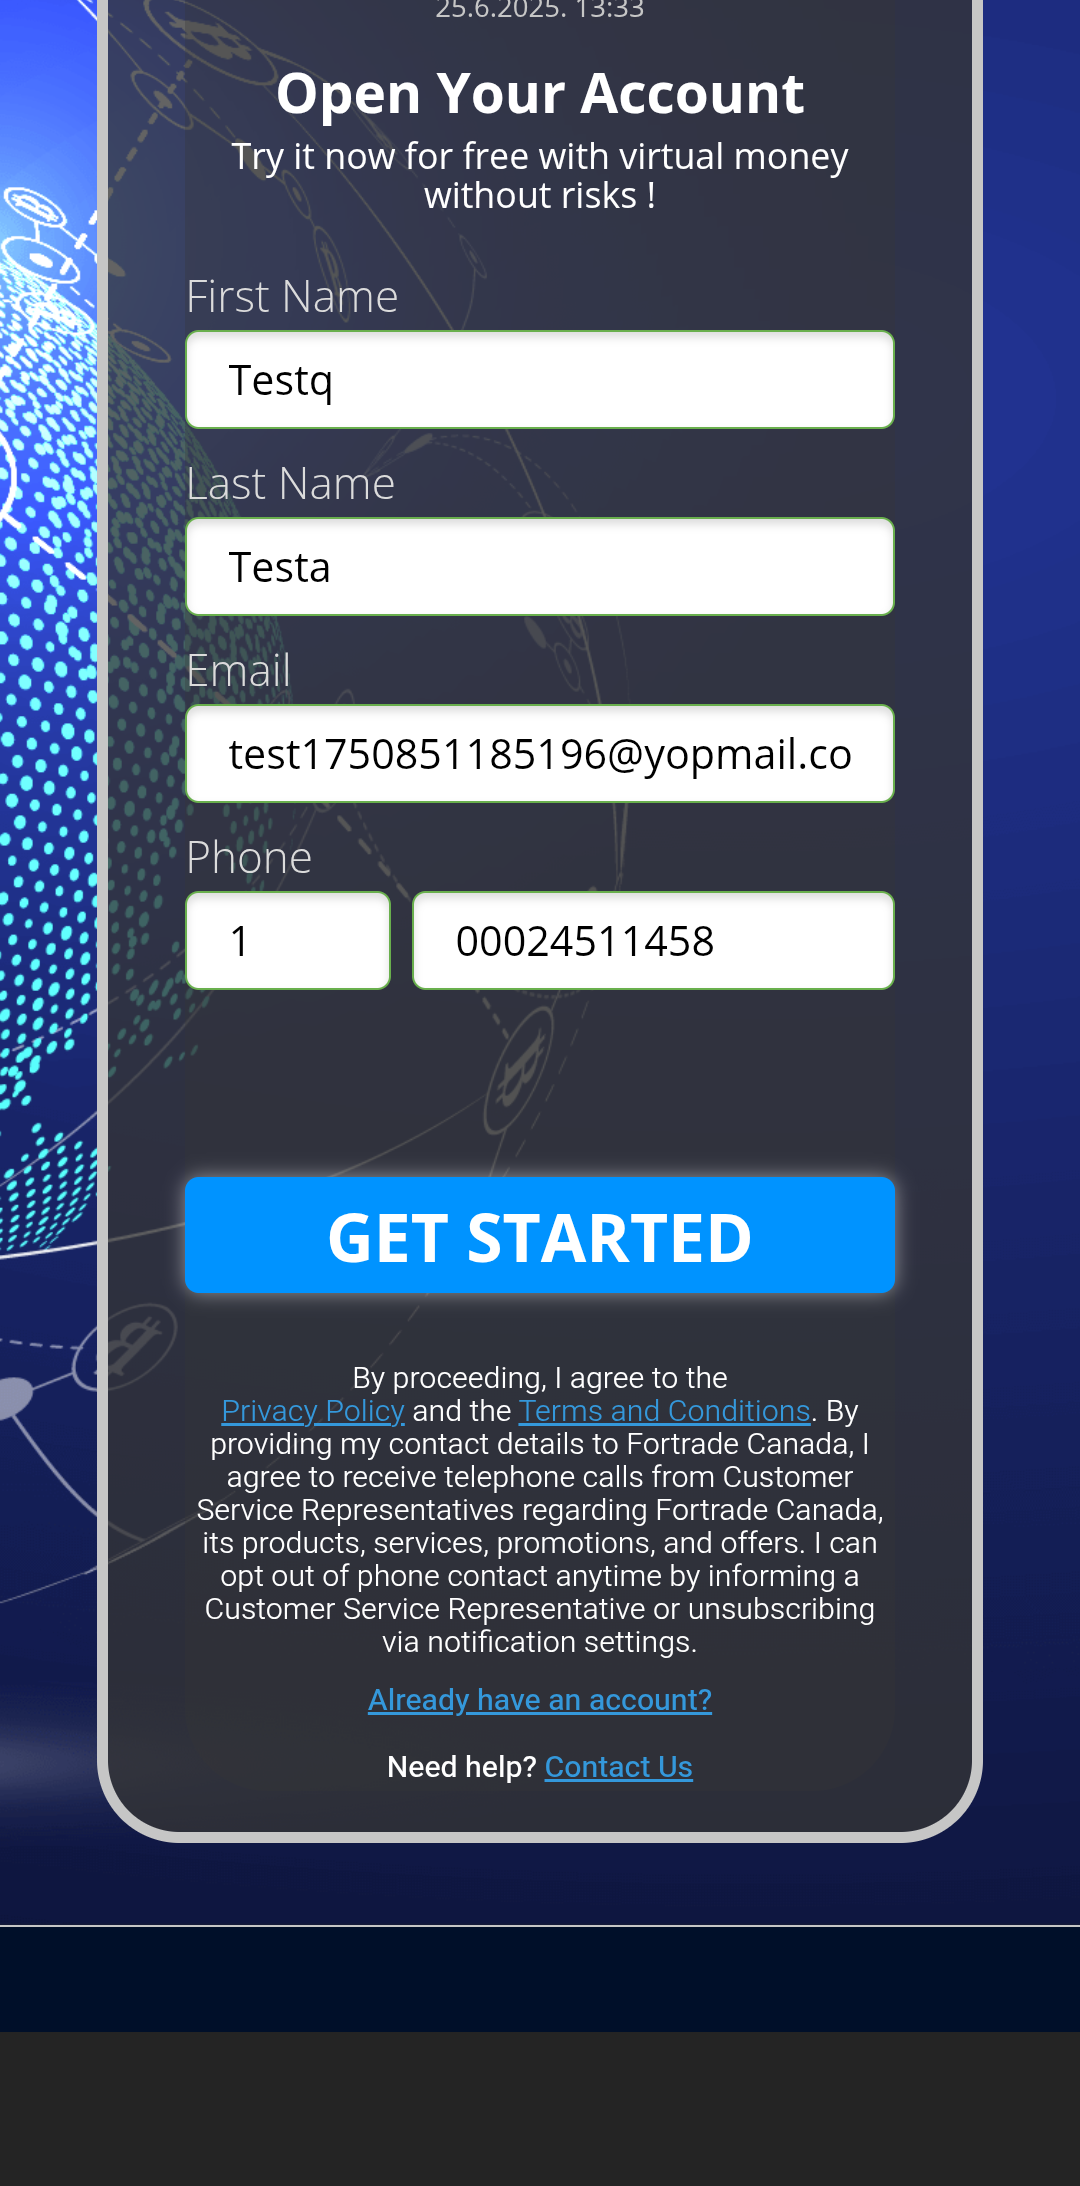 25.6.2025. 13:33
Open Your Account
Try it now for free with virtual money
without risks !
First Name
Testq
Last Name
Testa
Email
test1750851185196@yopmail.co
Phone
1 00024511458
GET STARTED
By proceeding, I agree to the
Privacy Policy and the Terms and Conditions. By
providing my contact details to Fortrade Canada, I
agree to receive telephone calls from Customer
Service Representatives regarding Fortrade Canada,
its products, services, promotions, and offers. I can
opt out of phone contact anytime by informing a
Customer Service Representative or unsubscribing
via notification settings.
Already have an account?
Need help? Contact Us